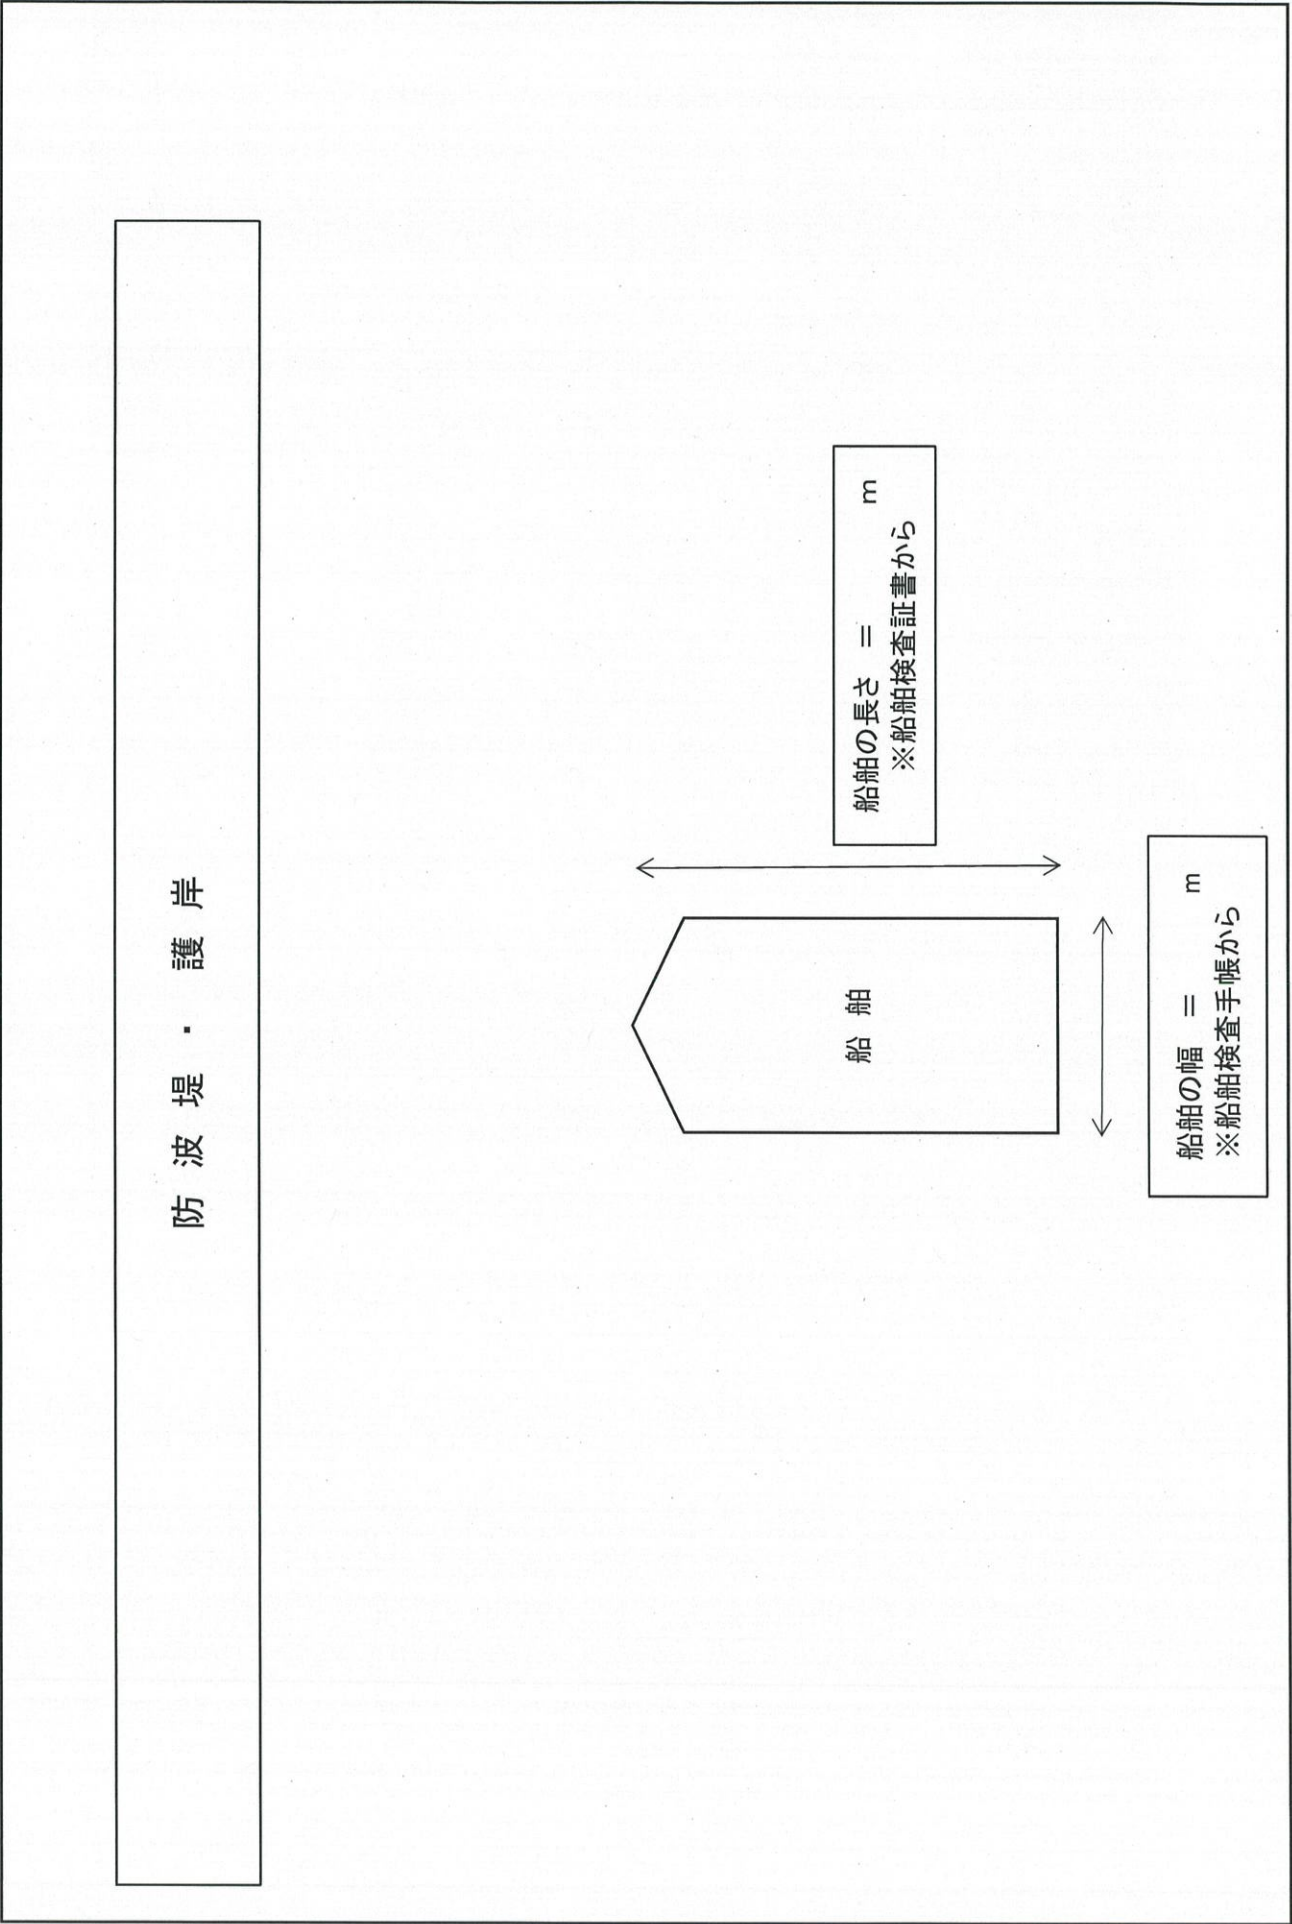 防波堤・護岸
船舶
船舶の長さ　＝　　　　m
※船舶検査証書から
船舶の幅　＝　　　　m
※船舶検査手帳から